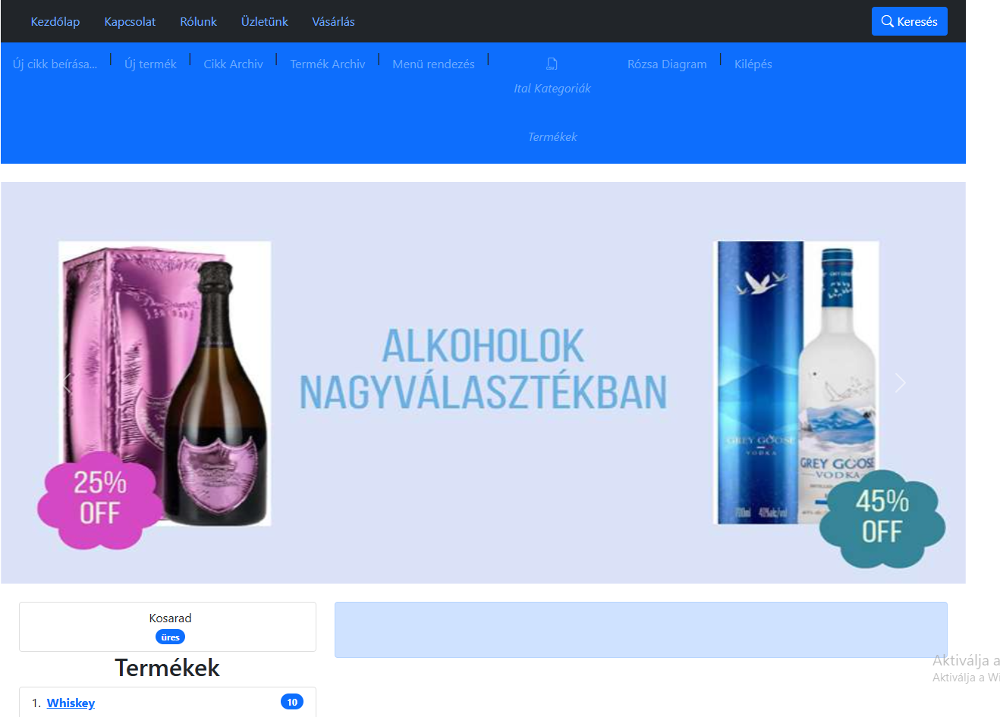 Kezdőlap Kapcsolat Rólunk Üzletünk Vásárlás Keresés
Új cikk beírása... | Új termék | Cikk Archiv | Termék Archiv | Menü rendezés | CSV Rózsa Diagram | Kilépés
Ital Kategoriák
Termékek
ALKOHOLOK
NAGYVÁLASZTÉKBAN
25%
OFF
GREY GOOSE
VODKA
GREY GOOSE
VODKA
45%
OFF
Kosarad
üres
Termékek
1. Whiskey 10
Aktiválja a
Aktiválja a Wi